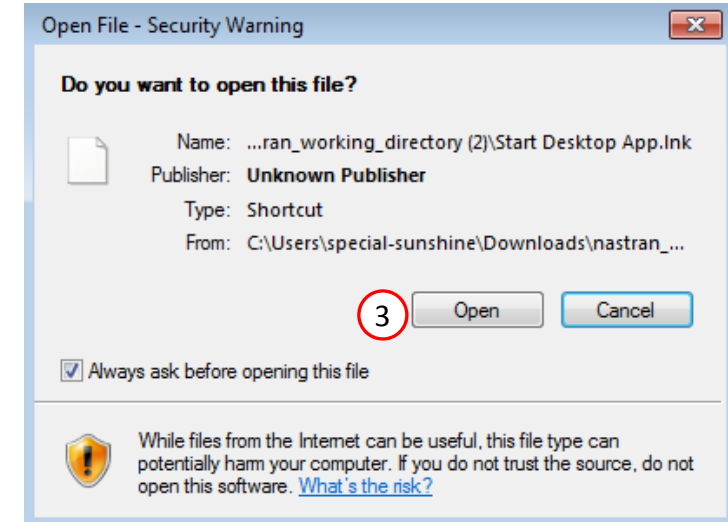 Open File - Security Warning
Do you want to open this file?
Name: ...ran_working_directory (2)\Start Desktop App.lnk
Publisher: Unknown Publisher
Type: Shortcut
From: C:\Users\special-sunshine\Downloads\nastran_...
3 Open Cancel
Always ask before opening this file
While files from the Internet can be useful, this file type can
potentially harm your computer. If you do not trust the source, do not
open this software. What's the risk?